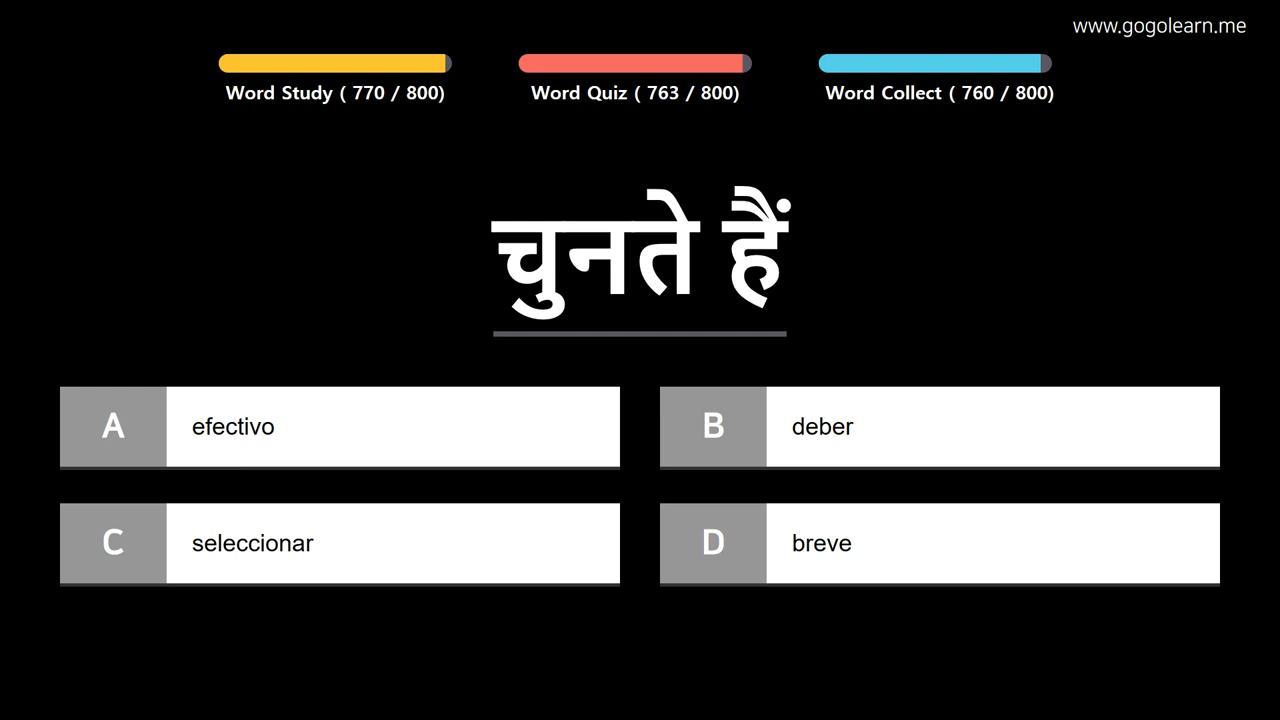 www.gogolearn.me
Word Study ( 770 / 800)
Word Quiz ( 763 / 800)
Word Collect ( 760 / 800)
चुनते हैं
A efectivo
B deber
C seleccionar
D breve